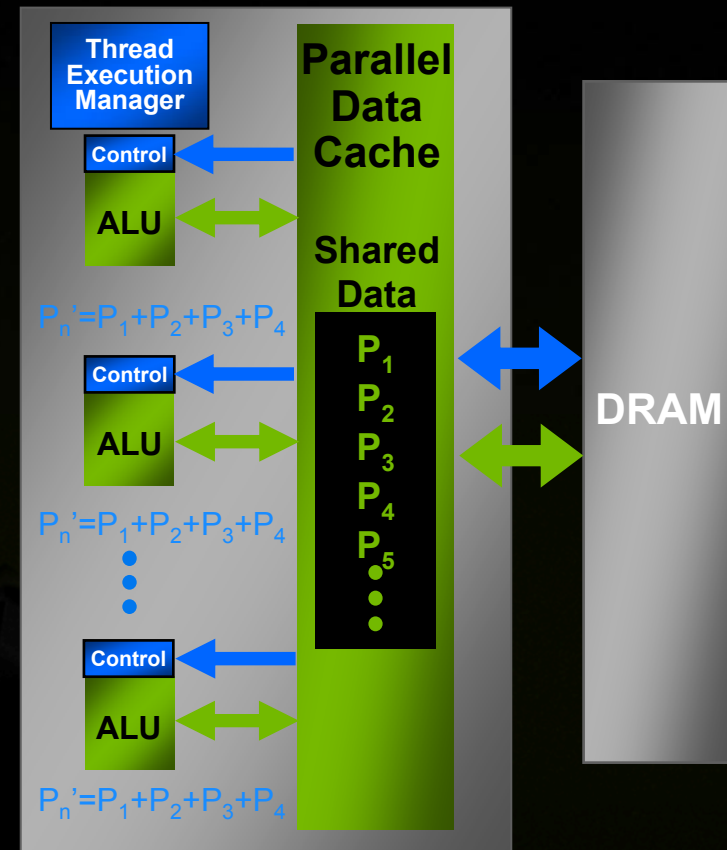 Thread
Execution
Manager
Control
ALU
Pₙ’=P₁+P₂+P₃+P₄
Control
ALU
Pₙ’=P₁+P₂+P₃+P₄
Control
ALU
Pₙ’=P₁+P₂+P₃+P₄
Parallel
Data
Cache
Shared
Data
P₁
P₂
P₃
P₄
P₅
DRAM